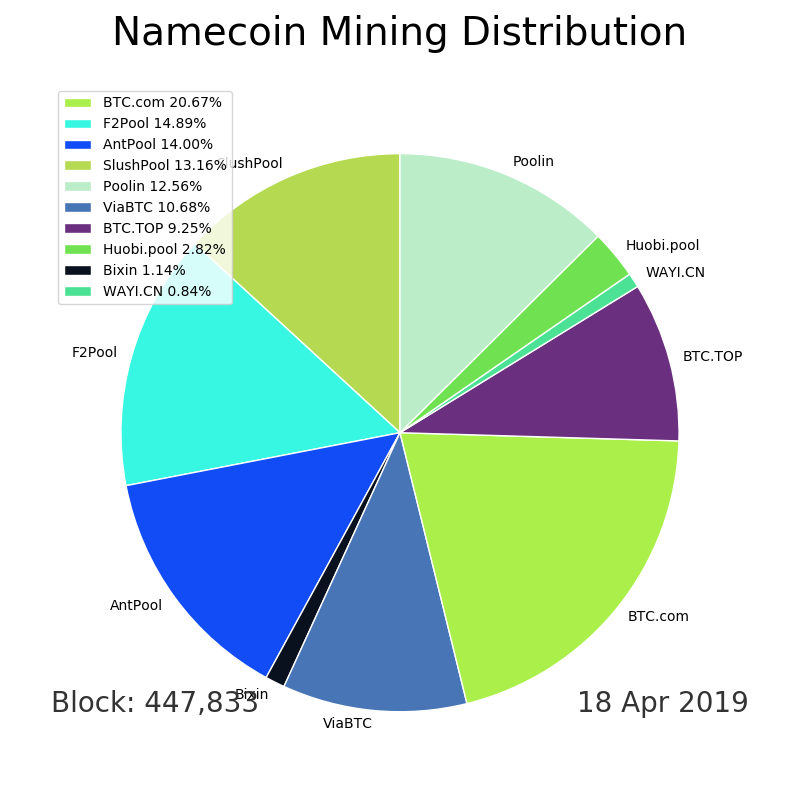 Namecoin Mining Distribution
BTC.com 20.67%
F2Pool 14.89%
AntPool 14.00%
SlushPool 13.16%
Poolin 12.56%
ViaBTC 10.68%
BTC.TOP 9.25%
Huobi.pool 2.82%
Bixin 1.14%
WAYI.CN 0.84%
SlushPool
Poolin
Huobi.pool
WAYI.CN
F2Pool
BTC.TOP
AntPool
BTC.com
Bixin
Block: 447,833
18 Apr 2019
ViaBTC